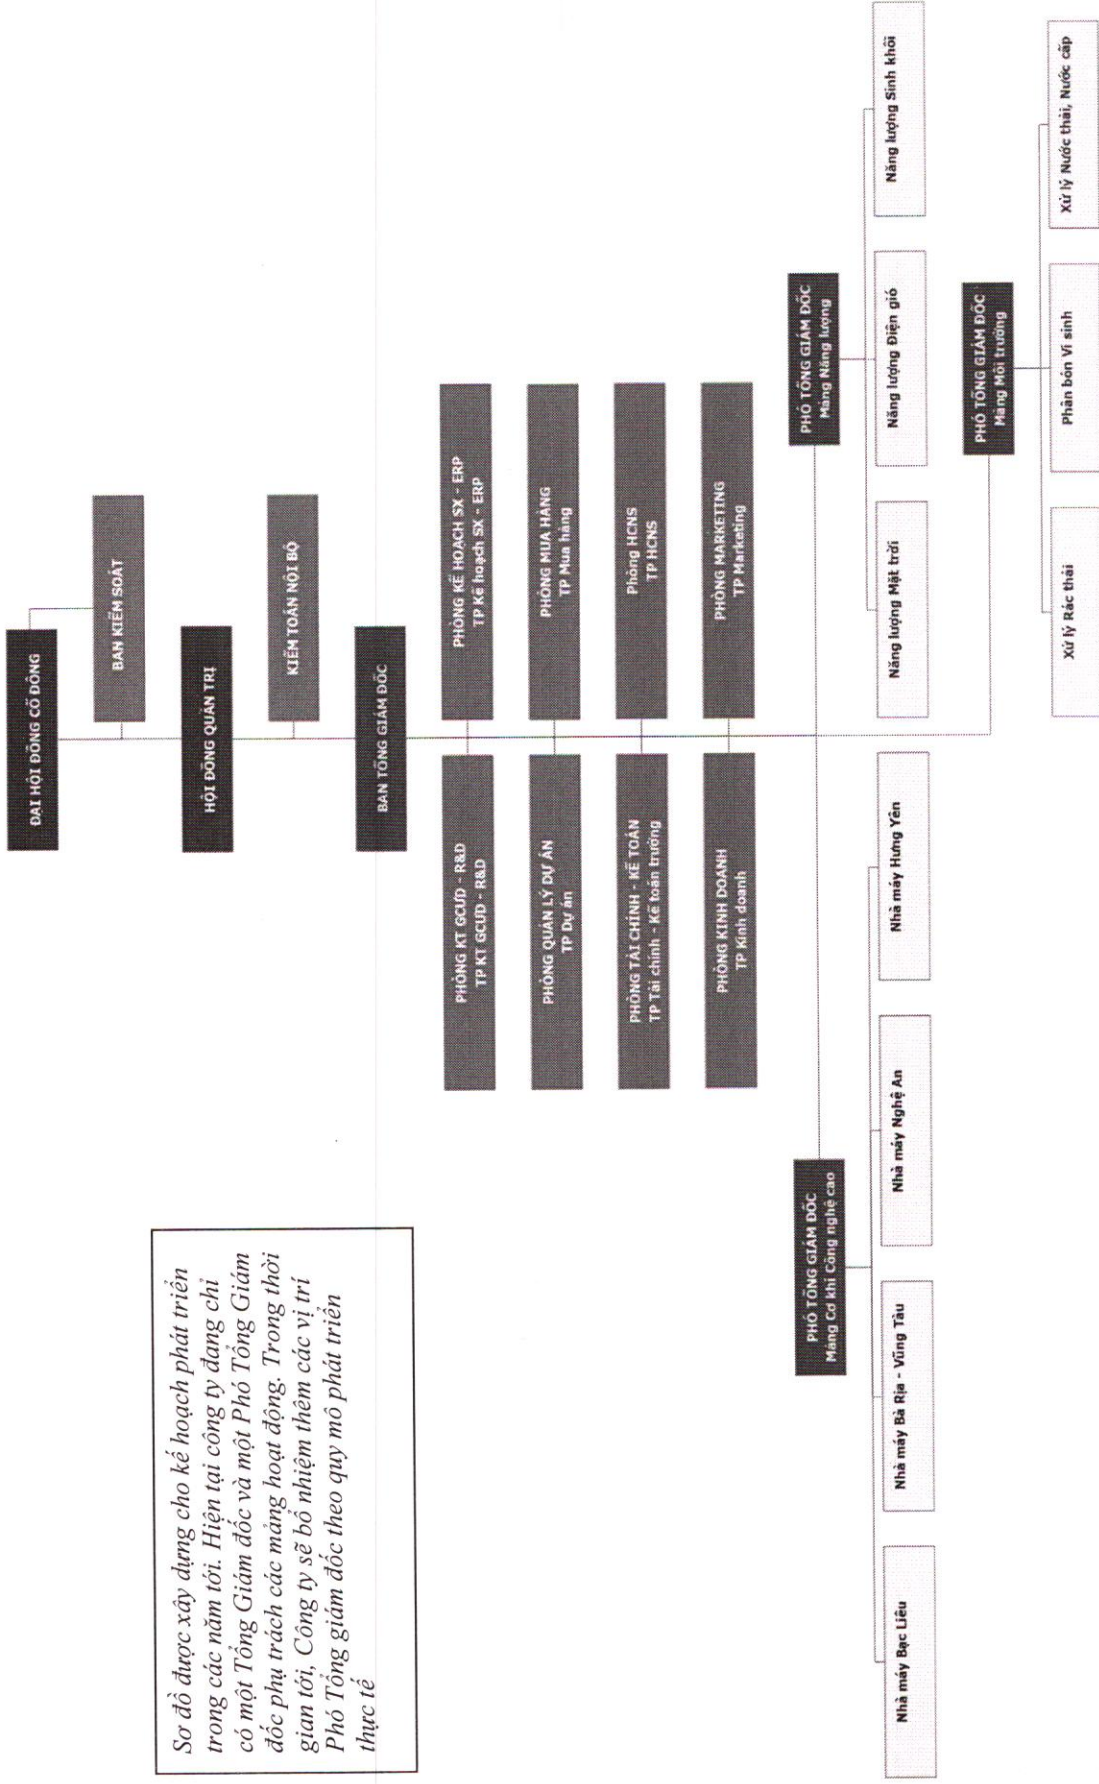 ĐẠI HỘI ĐỒNG CỔ ĐÔNG
BAN KIỂM SOÁT
HỘI ĐỒNG QUẢN TRỊ
KIỂM TOÁN NỘI BỘ
BAN TỔNG GIÁM ĐỐC
Sơ đồ được xây dựng cho kế hoạch phát triển
trong các năm tới. Hiện tại công ty đang chỉ
có một Tổng Giám đốc và một Phó Tổng Giám
đốc phụ trách các mảng hoạt động. Trong thời
gian tới, Công ty sẽ bổ nhiệm thêm các vị trí
Phó Tổng giám đốc theo quy mô phát triển
thực tế
PHÒNG KT GCUD - R&D
TP KT GCUD - R&D
PHÒNG KẾ HOẠCH SX - ERP
TP Kế hoạch SX - ERP
PHÒNG QUẢN LÝ DỰ ÁN
TP Dự án
PHÒNG MUA HÀNG
TP Mua hàng
PHÒNG TÀI CHÍNH - KẾ TOÁN
TP Tài chính - Kế toán trưởng
Phòng HCNS
TP HCNS
PHÒNG KINH DOANH
TP Kinh doanh
PHÒNG MARKETING
TP Marketing
PHÓ TỔNG GIÁM ĐỐC
Mảng Cơ khí Công nghệ cao
PHÓ TỔNG GIÁM ĐỐC
Mảng Năng lượng
Nhà máy Bạc Liêu
Nhà máy Bà Rịa - Vũng Tàu
Nhà máy Nghệ An
Nhà máy Hưng Yên
Năng lượng Mặt trời
Năng lượng Điện gió
Năng lượng Sinh khối
PHÓ TỔNG GIÁM ĐỐC
Mảng Môi trường
Xử lý Rác thải
Phân bón Vi sinh
Xử lý Nước thải, Nước cấp